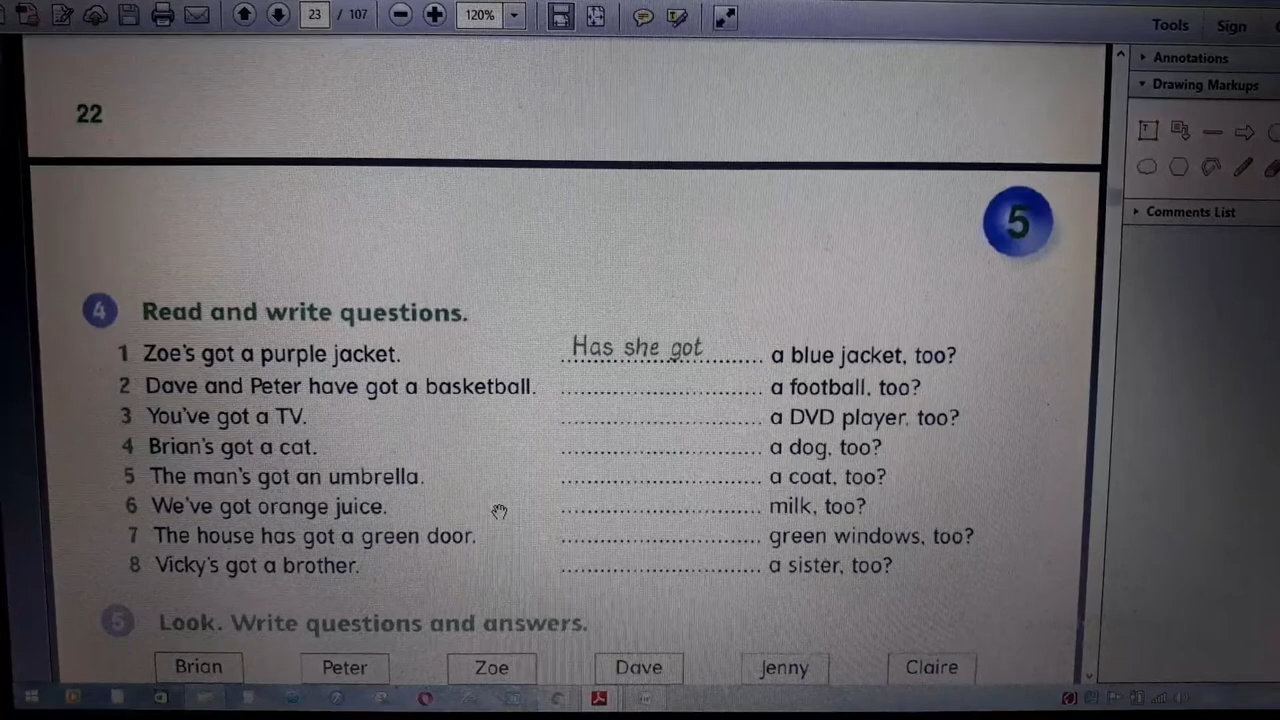 23 / 107
120%
Tools
Sign
Annotations
Drawing Markups
Comments List
22
5
4 Read and write questions.
1 Zoe's got a purple jacket. Has she got a blue jacket, too?
2 Dave and Peter have got a basketball. .................... a football, too?
3 You've got a TV. .................... a DVD player, too?
4 Brian's got a cat. .................... a dog, too?
5 The man's got an umbrella. .................... a coat, too?
6 We've got orange juice. .................... milk, too?
7 The house has got a green door. .................... green windows, too?
8 Vicky's got a brother. .................... a sister, too?
5 Look. Write questions and answers.
Brian Peter Zoe Dave Jenny Claire